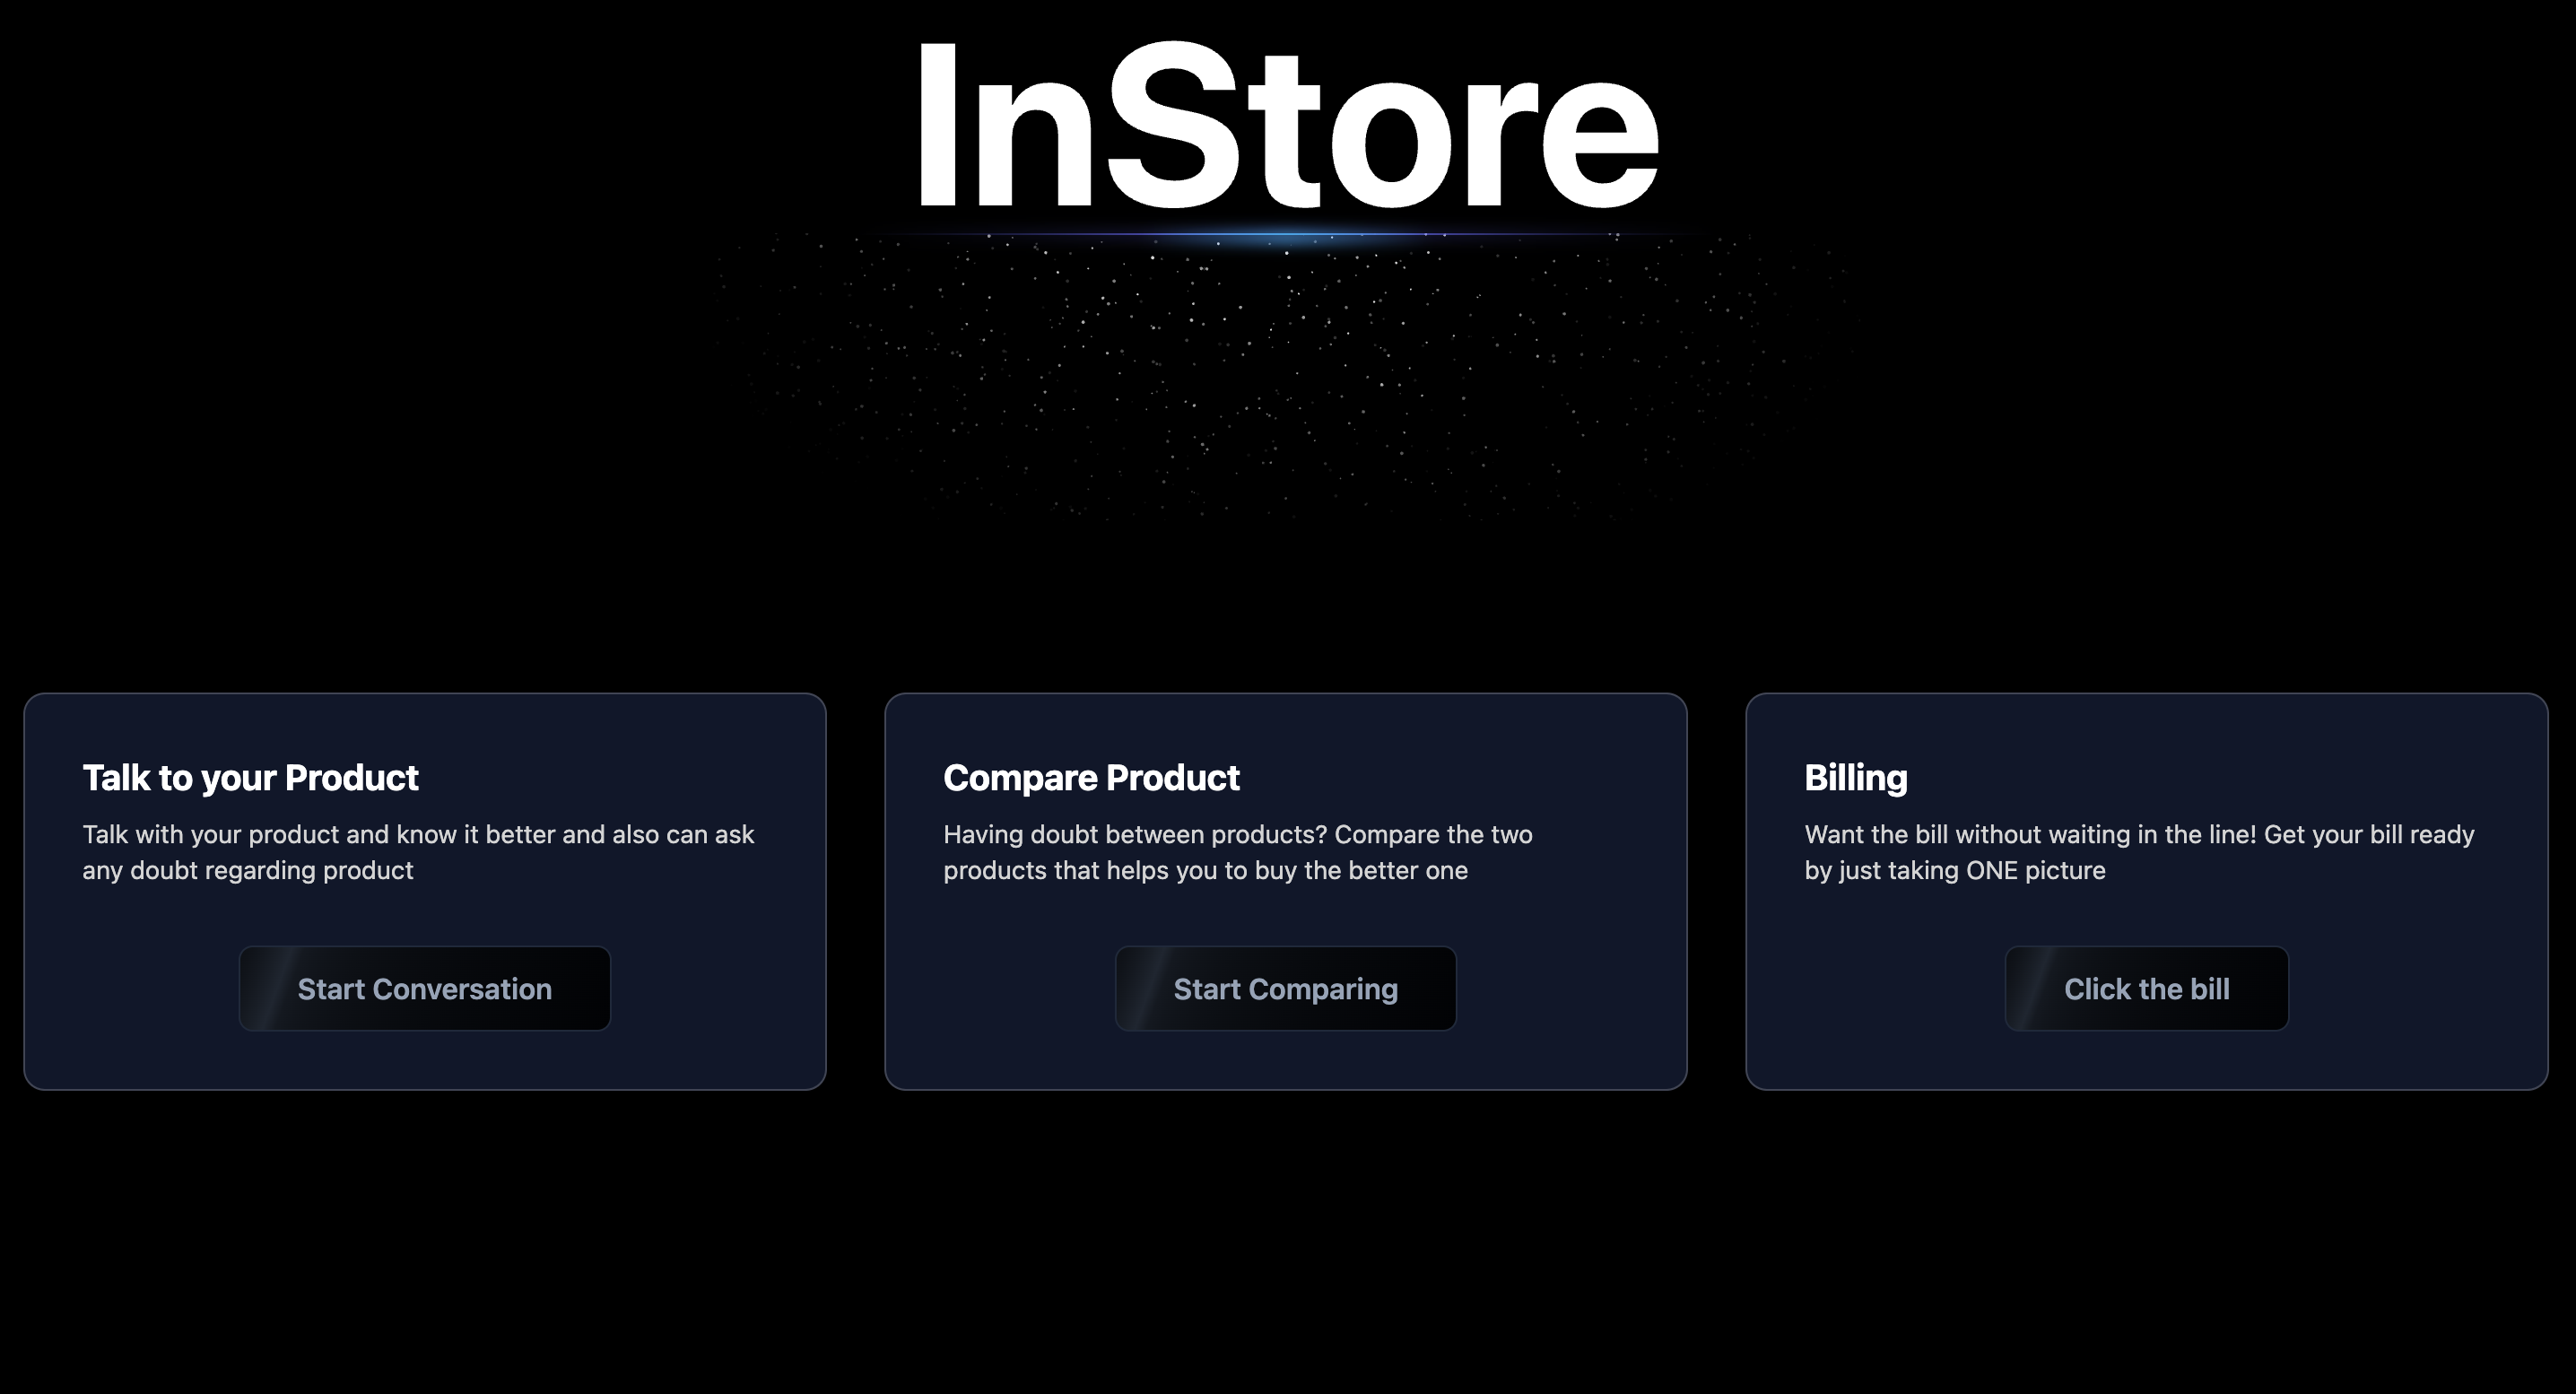 InStore
Talk to your Product
Talk with your product and know it better and also can ask
any doubt regarding product
Start Conversation
Compare Product
Having doubt between products? Compare the two
products that helps you to buy the better one
Start Comparing
Billing
Want the bill without waiting in the line! Get your bill ready
by just taking ONE picture
Click the bill